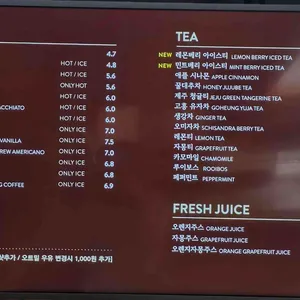 4.7
HOT / ICE 4.8
HOT / ICE 5.6
ONLY HOT 5.6
HOT / ICE 6.0
ACCHIATO HOT / ICE 6.0
HOT / ICE 6.0
ONLY ICE 7.0
VANILLA ONLY ICE 7.5
REW AMERICANO ONLY ICE 7.0
ONLY ICE 6.8
ONLY ICE 6.8
G COFFEE ONLY ICE 6.9
샷추가 / 오트밀 우유 변경시 1,000원 추가]
TEA
NEW 레몬베리 아이스티 LEMON BERRY ICED TEA
NEW 민트베리 아이스티 MINT BERRY ICED TEA
애플 시나몬 APPLE CINNAMON
꿀대추차 HONEY JUJUBE TEA
제주 청귤티 JEJU GREEN TANGERINE TEA
고흥 유자차 GOHEUNG YUJA TEA
생강차 GINGER TEA
오미자차 SCHISANDRA BERRY TEA
레몬티 LEMON TEA
자몽티 GRAPEFRUIT TEA
카모마일 CHAMOMILE
루이보스 ROOIBOS
페퍼민트 PEPPERMINT
FRESH JUICE
오렌지주스 ORANGE JUICE
자몽주스 GRAPEFRUIT JUICE
오렌지자몽주스 ORANGE GRAPEFRUIT JUICE